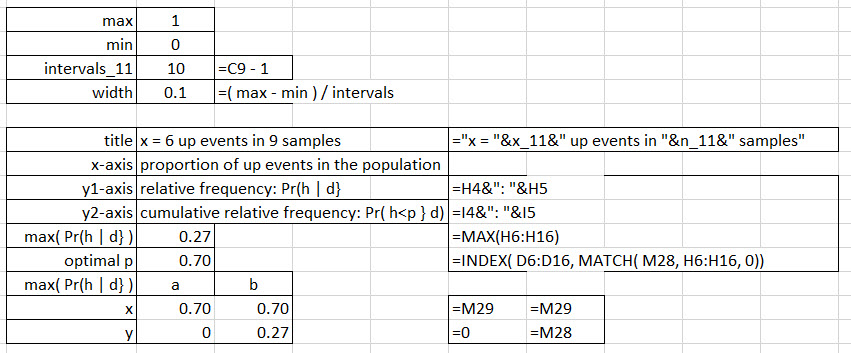 max 1
min 0
intervals_11 10 =C9 - 1
width 0.1 =( max - min ) / intervals
title x = 6 up events in 9 samples ="x = "&x_11&" up events in "&n_11&" samples"
x-axis proportion of up events in the population
y1-axis relative frequency: Pr(h | d} =H4&": "&H5
y2-axis cumulative relative frequency: Pr( h<p } d) =I4&": "&I5
max( Pr(h | d} ) 0.27 =MAX(H6:H16)
optimal p 0.70 =INDEX( D6:D16, MATCH( M28, H6:H16, 0))
max( Pr(h | d} ) a b
x 0.70 0.70 =M29 =M29
y 0 0.27 =0 =M28